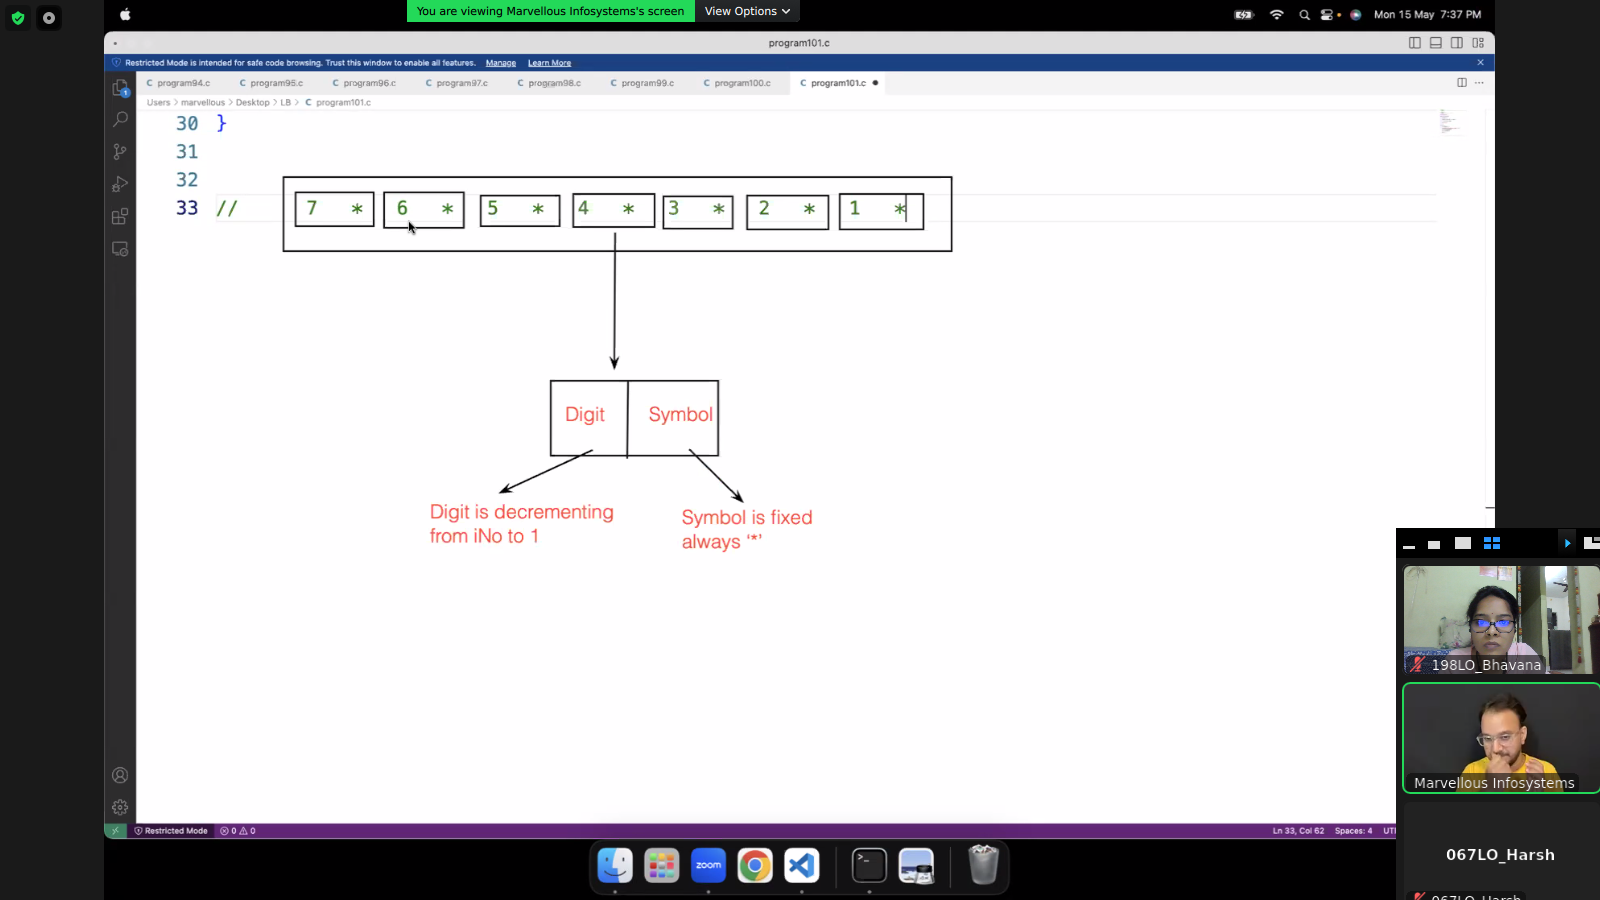 You are viewing Marvellous Infosystems's screen View Options
Mon 15 May 7:37 PM
program101.c
Restricted Mode is intended for safe code browsing. Trust this window to enable all features. Manage Learn More
C program94.c C program95.c C program96.c C program97.c C program98.c C program99.c C program100.c C program101.c
Users > marvellous > Desktop > LB > C program101.c
30 }
31
32
33 // 7 * 6 * 5 * 4 * 3 * 2 * 1 *
Digit Symbol
Digit is decrementing
from iNo to 1
Symbol is fixed
always ‘*’
198LO_Bhavana
Marvellous Infosystems
067LO_Harsh
067LO_Harsh
Restricted Mode 0 0 Ln 33, Col 62 Spaces: 4
zoom